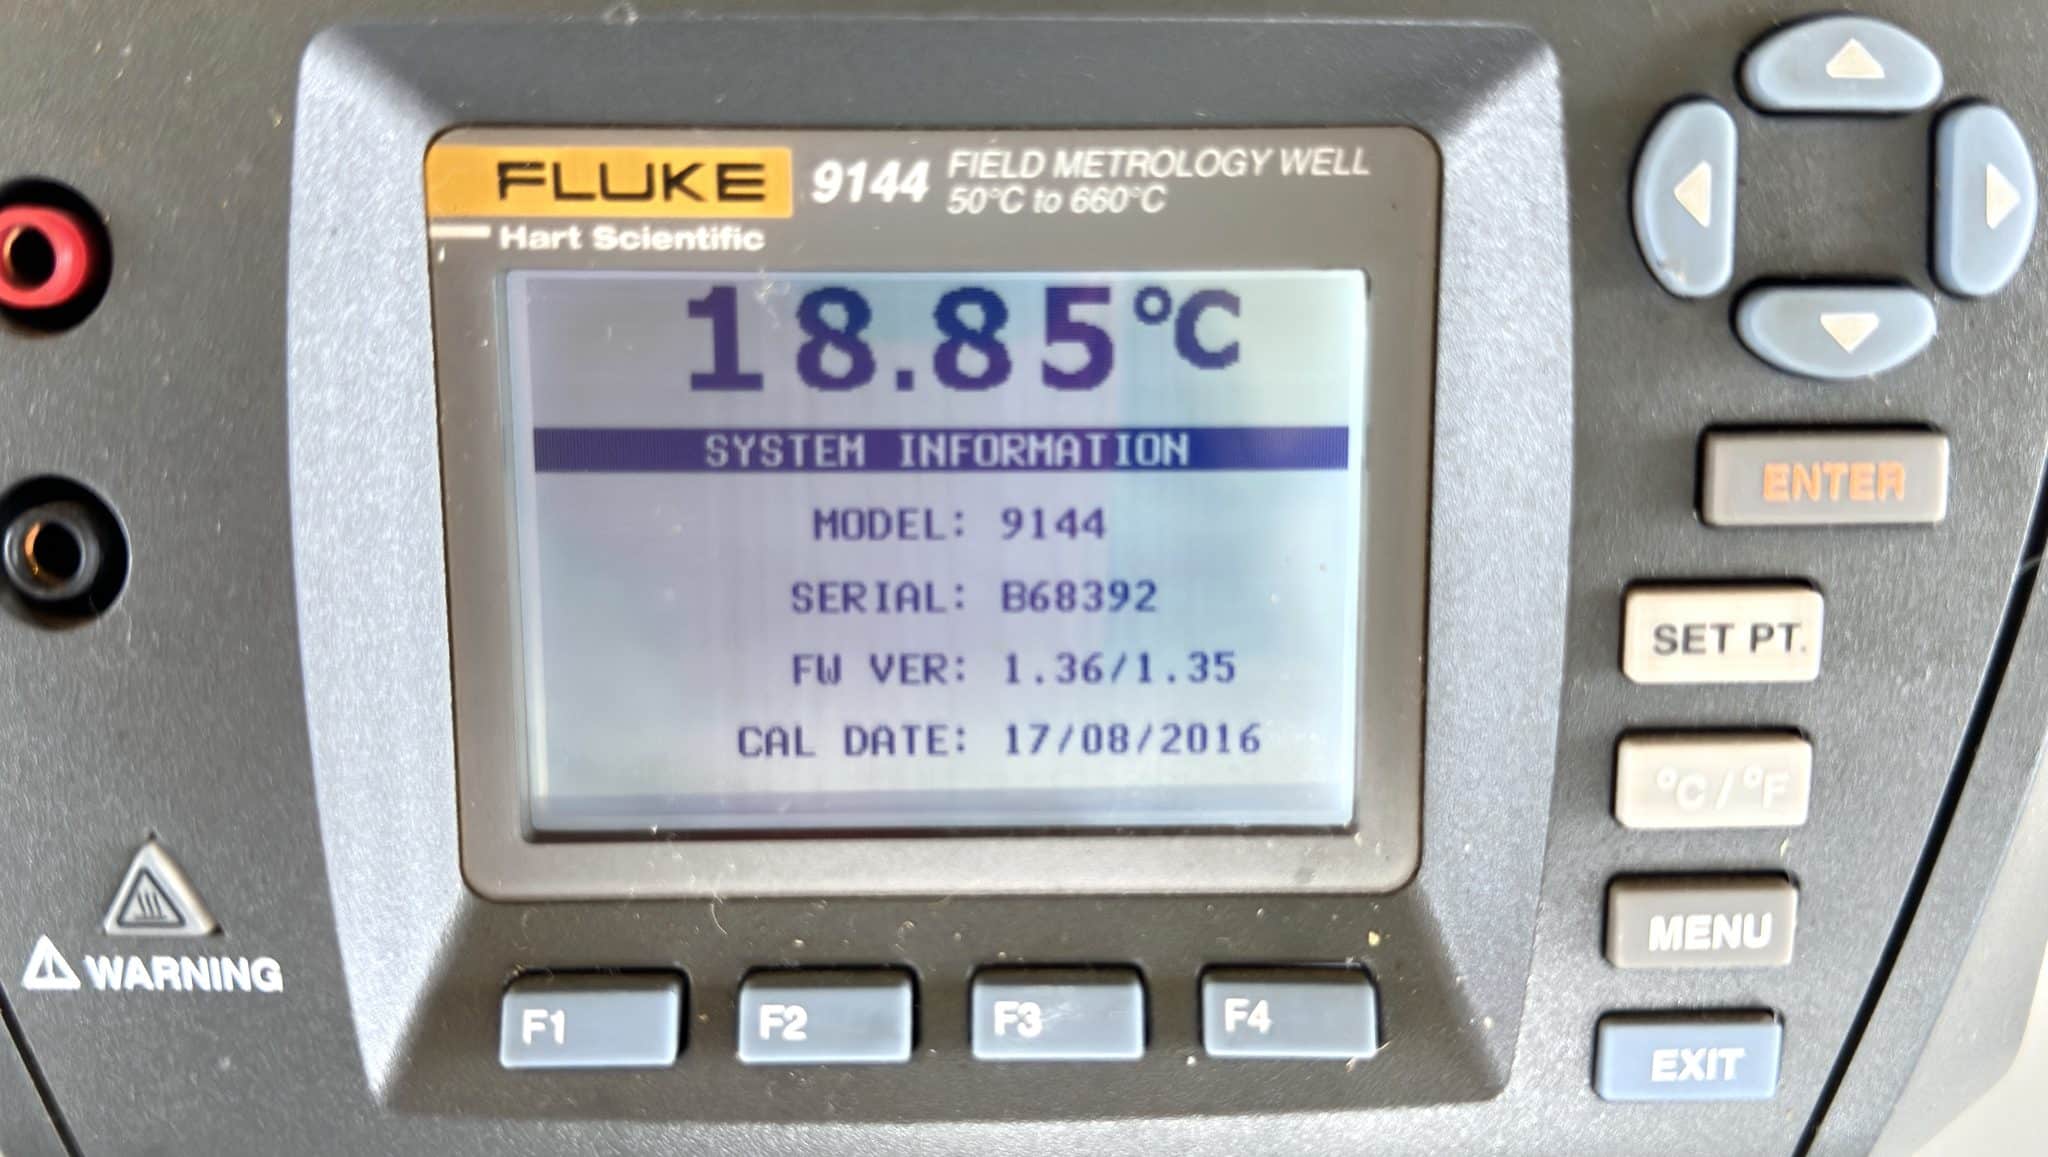 FLUKE 9144 FIELD METROLOGY WELL
50°C to 660°C
Hart Scientific
18.85°C
SYSTEM INFORMATION
MODEL: 9144
SERIAL: B68392
FW VER: 1.36/1.35
CAL DATE: 17/08/2016
ENTER
SET PT.
°C/°F
MENU
EXIT
WARNING
F1 F2 F3 F4